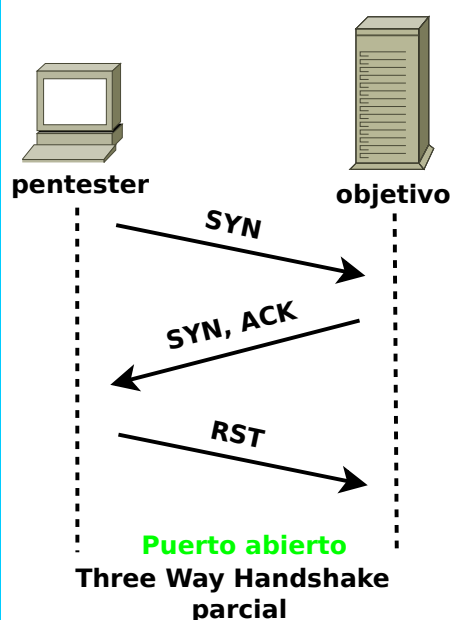 pentester
objetivo
SYN
SYN, ACK
RST
Puerto abierto
Three Way Handshake
parcial